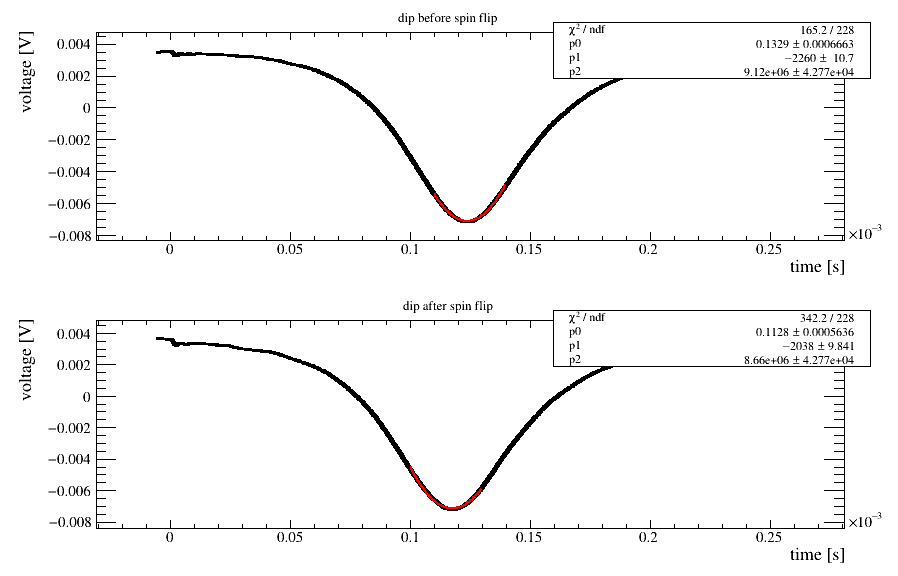 dip before spin flip
voltage [V]
0.004
0.002
0
−0.002
−0.004
−0.006
−0.008
χ² / ndf 165.2 / 228
p0 0.1329 ± 0.0006663
p1 −2260 ± 10.7
p2 9.12e+06 ± 4.277e+04
0 0.05 0.1 0.15 0.2 0.25
×10⁻³
time [s]
dip after spin flip
voltage [V]
0.004
0.002
0
−0.002
−0.004
−0.006
−0.008
χ² / ndf 342.2 / 228
p0 0.1128 ± 0.0005636
p1 −2038 ± 9.841
p2 8.66e+06 ± 4.277e+04
0 0.05 0.1 0.15 0.2 0.25
×10⁻³
time [s]